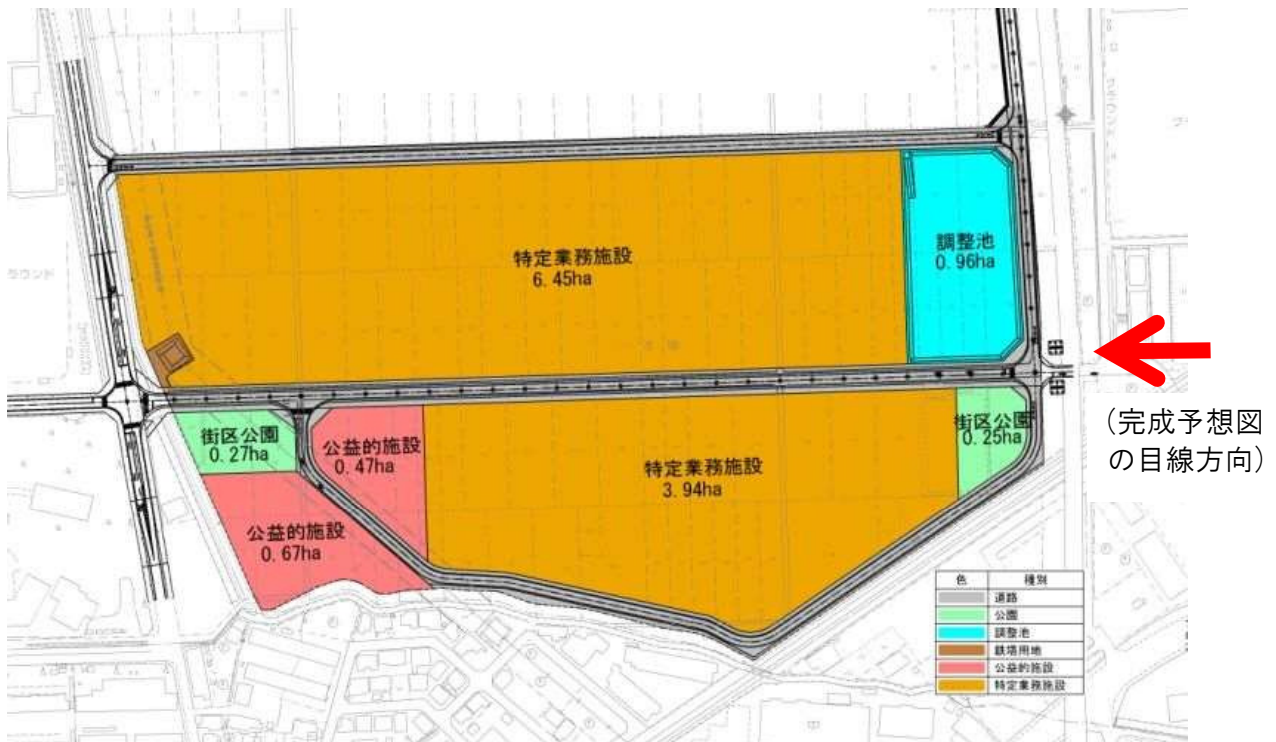 特定業務施設
6.45ha
調整池
0.96ha
ラウンド
(完成予想図
の目線方向)
街区公園
0.27ha
公益的施設
0.47ha
特定業務施設
3.94ha
街区公園
0.25ha
公益的施設
0.67ha
色 種別
道路
公園
調整池
鉄塔用地
公益的施設
特定業務施設